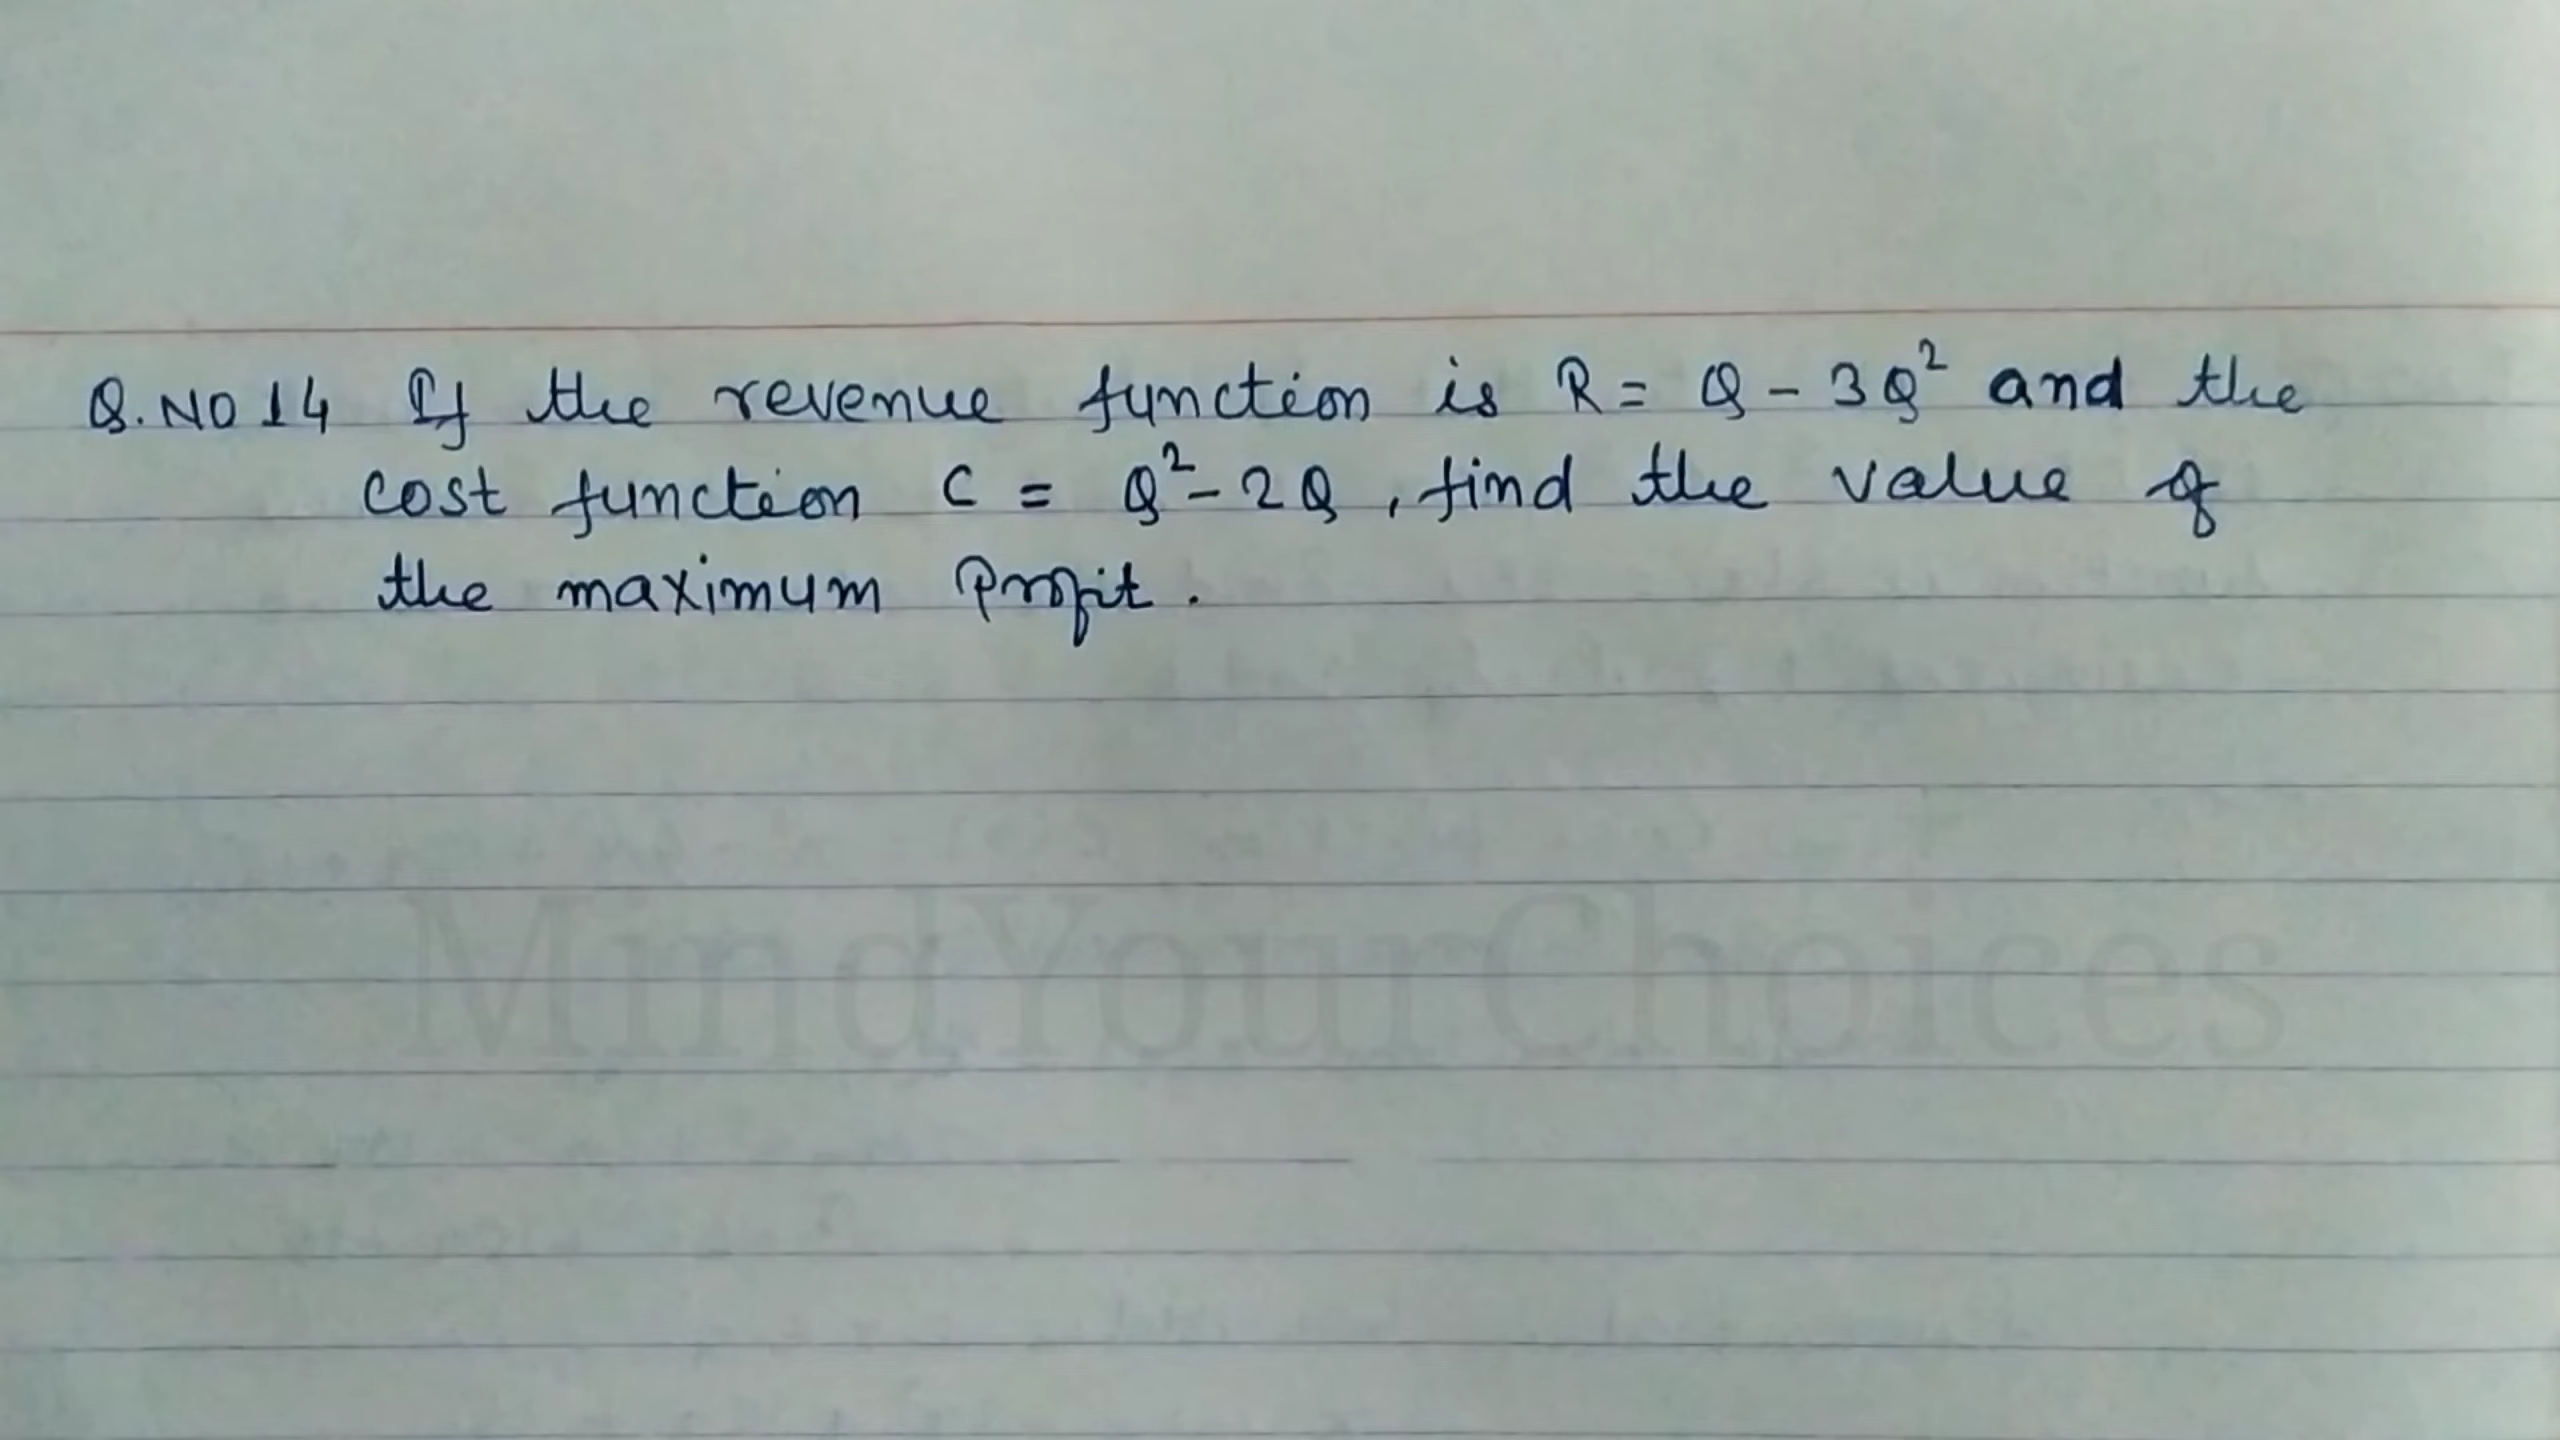 Q.NO 14 If the revenue function is R = Q - 3Q² and the
cost function C = Q² - 2Q , find the value of
the maximum Profit .
MindYourChoices